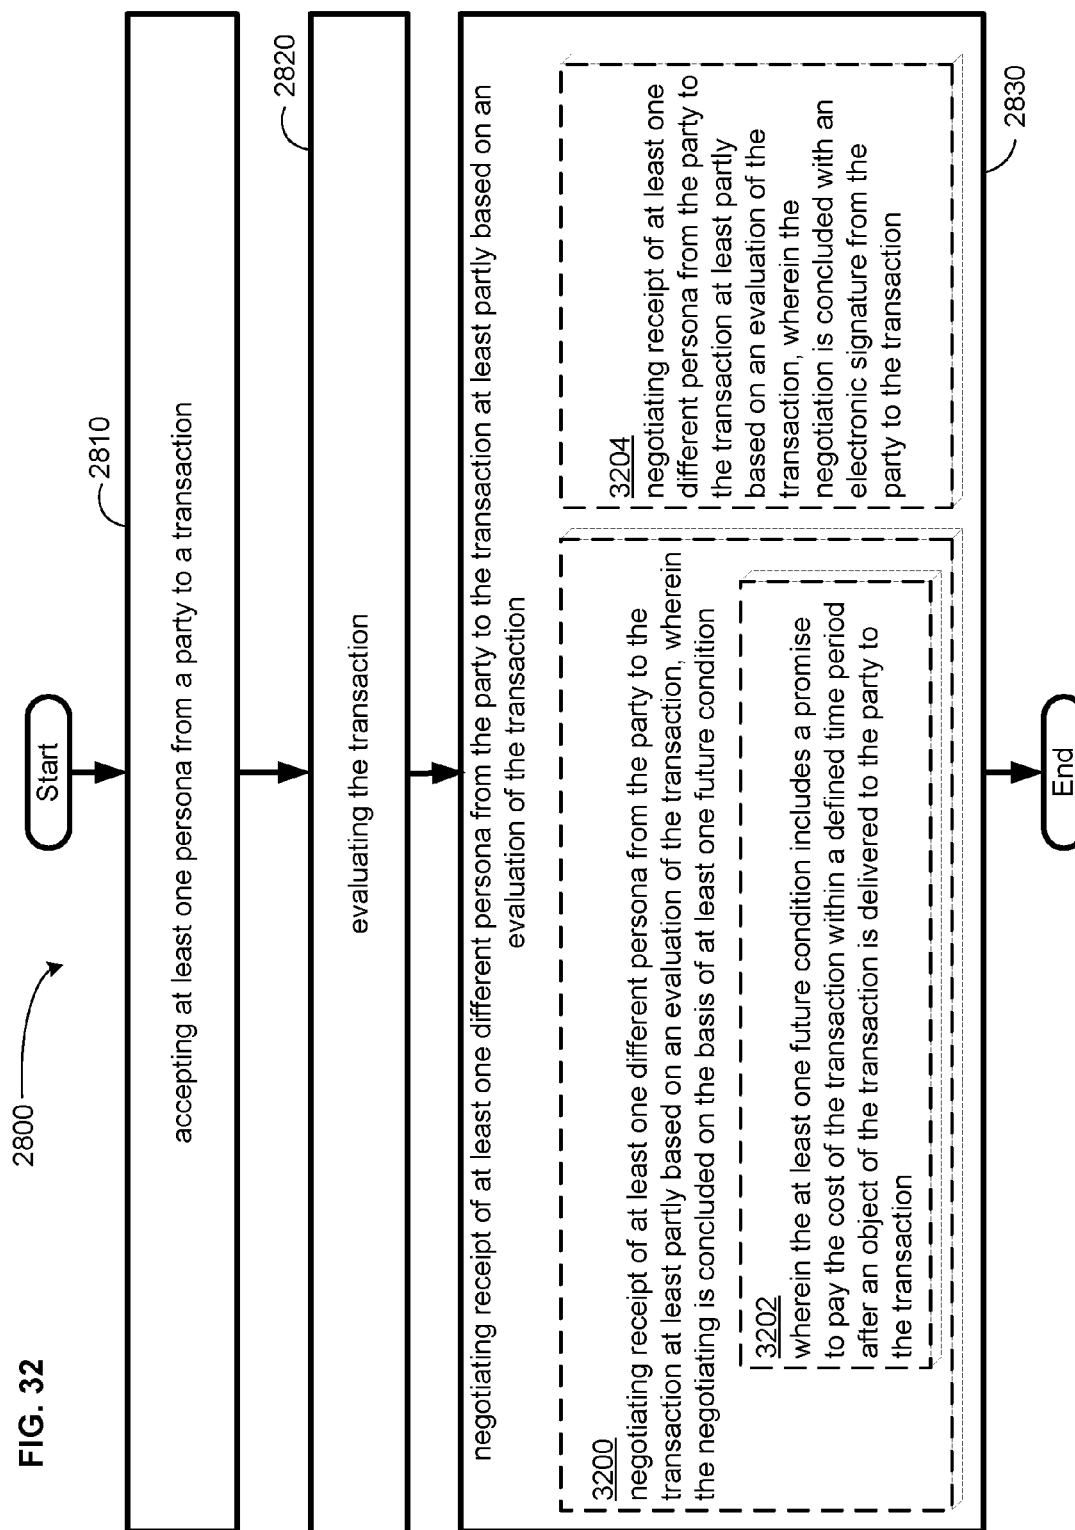 FIG. 32
2800
Start
2810
accepting at least one persona from a party to a transaction
2820
evaluating the transaction
negotiating receipt of at least one different persona from the party to the transaction at least partly based on an
evaluation of the transaction
3200
negotiating receipt of at least one different persona from the party to the
transaction at least partly based on an evaluation of the transaction, wherein
the negotiating is concluded on the basis of at least one future condition
3202
wherein the at least one future condition includes a promise
to pay the cost of the transaction within a defined time period
after an object of the transaction is delivered to the party to
the transaction
3204
negotiating receipt of at least one
different persona from the party to
the transaction at least partly
based on an evaluation of the
transaction, wherein the
negotiation is concluded with an
electronic signature from the
party to the transaction
2830
End